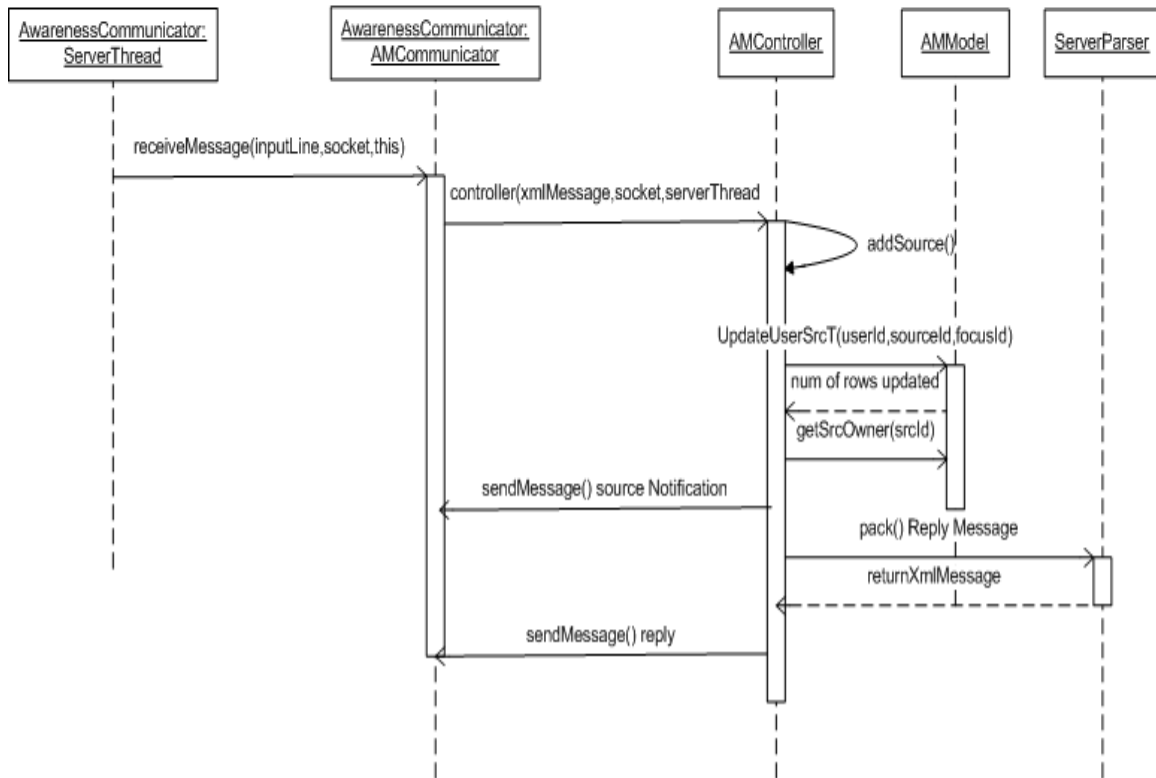 AwarenessCommunicator:
ServerThread
AwarenessCommunicator:
AMCommunicator
AMController
AMModel
ServerParser
receiveMessage(inputLine,socket,this)
controller(xmlMessage,socket,serverThread
addSource()
UpdateUserSrcT(userId,sourceId,focusId)
num of rows updated
getSrcOwner(srcId)
sendMessage() source Notification
pack() Reply Message
returnXmlMessage
sendMessage() reply